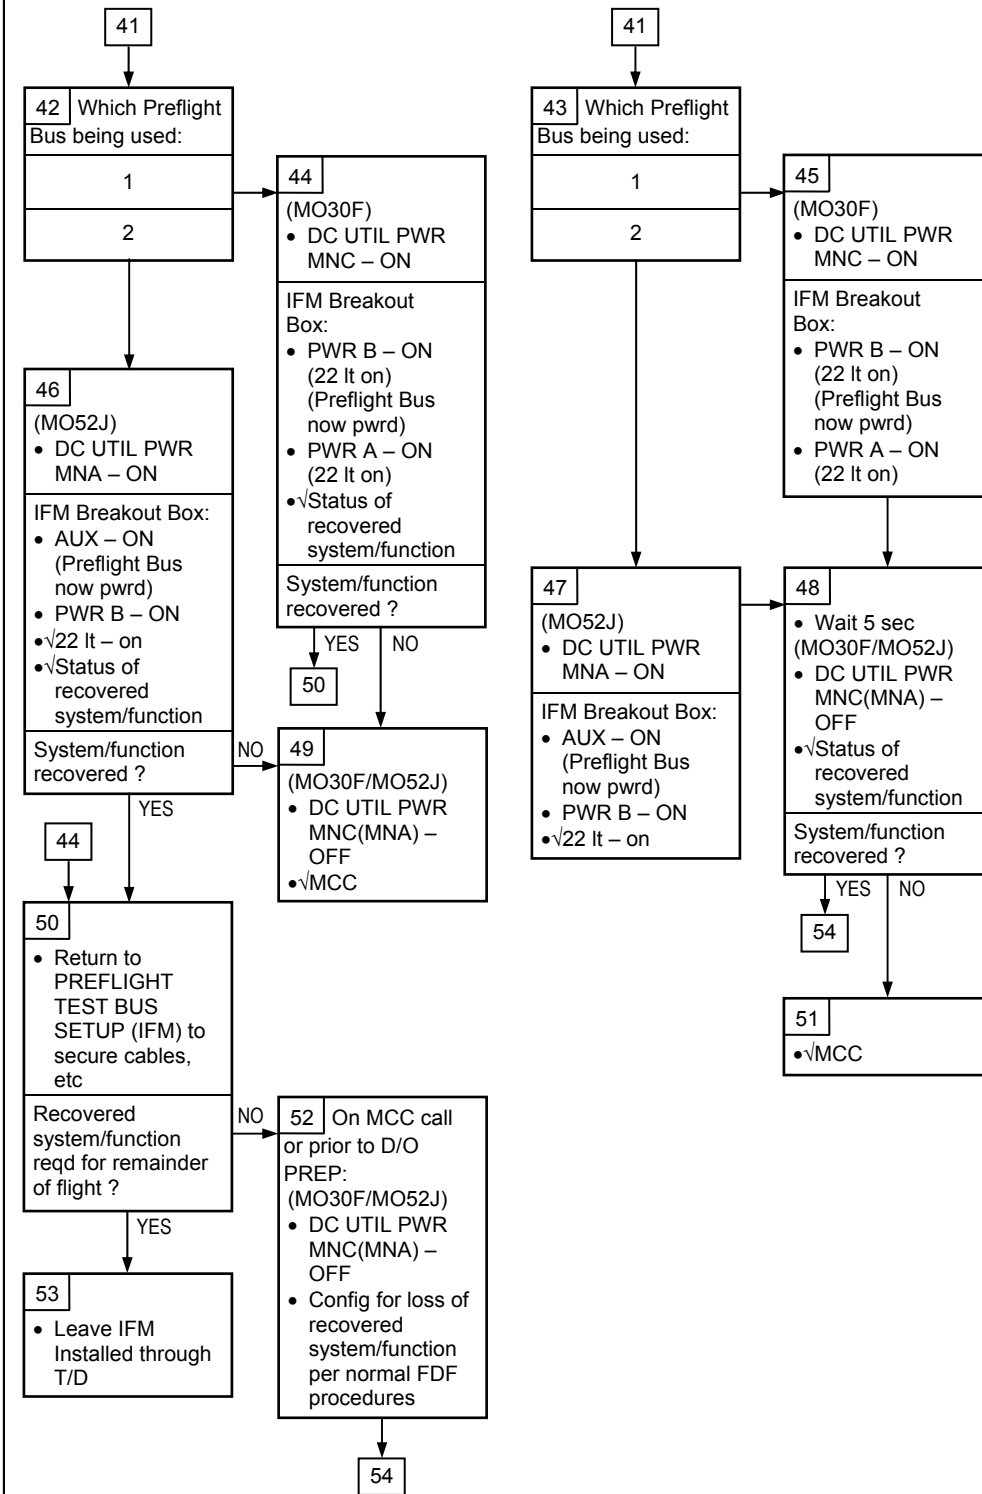 41
42 Which Preflight
Bus being used:
1
2
44
(MO30F)
• DC UTIL PWR
MNC – ON
IFM Breakout
Box:
• PWR B – ON
(22 lt on)
(Preflight Bus
now pwrd)
• PWR A – ON
(22 lt on)
•√Status of
recovered
system/function
System/function
recovered ?
YES
NO
50
46
(MO52J)
• DC UTIL PWR
MNA – ON
IFM Breakout Box:
• AUX – ON
(Preflight Bus
now pwrd)
• PWR B – ON
•√22 lt – on
•√Status of
recovered
system/function
System/function
recovered ?
NO
YES
49
(MO30F/MO52J)
• DC UTIL PWR
MNC(MNA) –
OFF
•√MCC
44
50
• Return to
PREFLIGHT
TEST BUS
SETUP (IFM) to
secure cables,
etc
Recovered
system/function
reqd for remainder
of flight ?
NO
YES
52 On MCC call
or prior to D/O
PREP:
(MO30F/MO52J)
• DC UTIL PWR
MNC(MNA) –
OFF
• Config for loss of
recovered
system/function
per normal FDF
procedures
54
53
• Leave IFM
Installed through
T/D
41
43 Which Preflight
Bus being used:
1
2
45
(MO30F)
• DC UTIL PWR
MNC – ON
IFM Breakout
Box:
• PWR B – ON
(22 lt on)
(Preflight Bus
now pwrd)
• PWR A – ON
(22 lt on)
47
(MO52J)
• DC UTIL PWR
MNA – ON
IFM Breakout Box:
• AUX – ON
(Preflight Bus
now pwrd)
• PWR B – ON
•√22 lt – on
48
• Wait 5 sec
(MO30F/MO52J)
• DC UTIL PWR
MNC(MNA) –
OFF
•√Status of
recovered
system/function
System/function
recovered ?
YES
NO
54
51
•√MCC